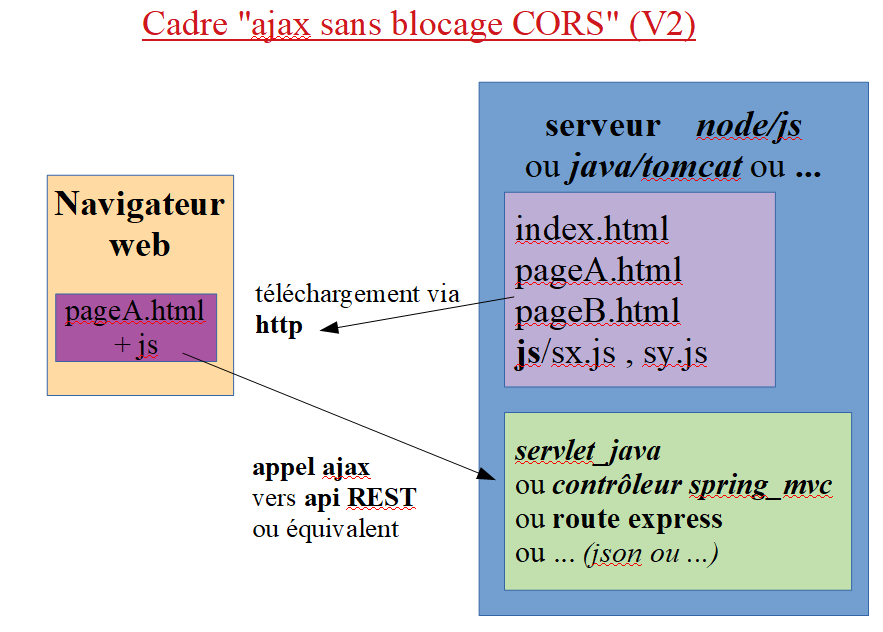 Cadre "ajax sans blocage CORS" (V2)
serveur node/js
ou java/tomcat ou ...
Navigateur
web
pageA.html
+ js
téléchargement via
http
index.html
pageA.html
pageB.html
js/sx.js , sy.js
appel ajax
vers api REST
ou équivalent
servlet_java
ou contrôleur spring_mvc
ou route express
ou ... (json ou ...)